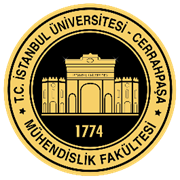 T.C. İSTANBUL ÜNİVERSİTESİ - CERRAHPAŞA
1774
MÜHENDİSLİK FAKÜLTESİ